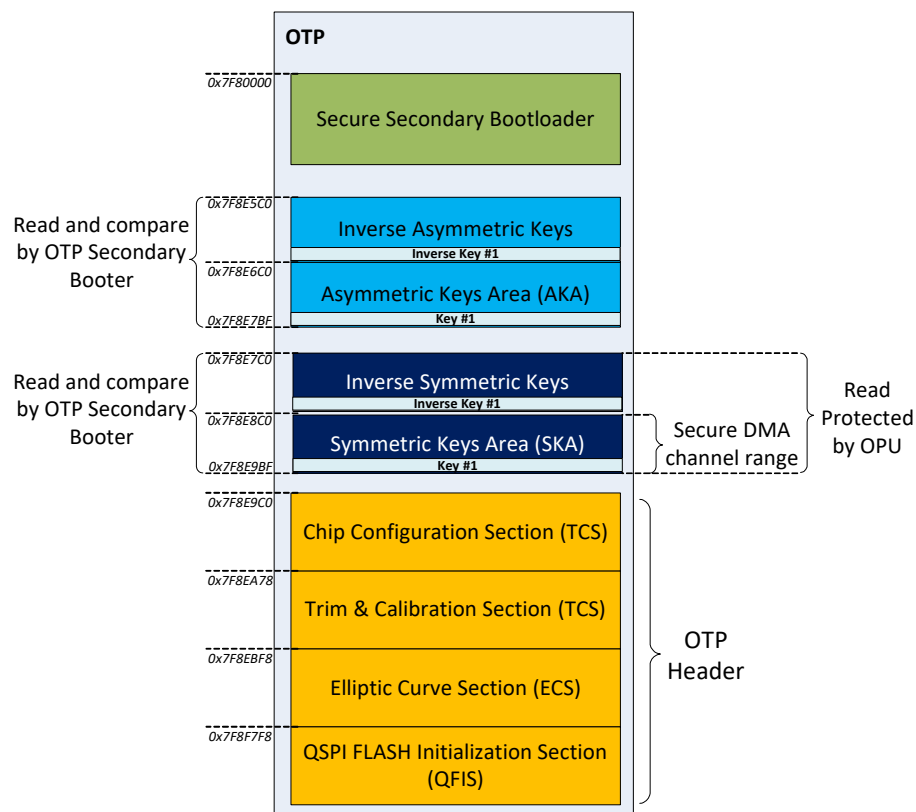 OTP
0x7F80000
Secure Secondary Bootloader
0x7F8E5C0
Read and compare
by OTP Secondary
Booter
Inverse Asymmetric Keys
Inverse Key #1
0x7F8E6C0
Asymmetric Keys Area (AKA)
Key #1
0x7F8E7BF
0x7F8E7C0
Read and compare
by OTP Secondary
Booter
Inverse Symmetric Keys
Inverse Key #1
0x7F8E8C0
Symmetric Keys Area (SKA)
Key #1
0x7F8E9BF
Secure DMA
channel range
Read
Protected
by OPU
0x7F8E9C0
Chip Configuration Section (TCS)
0x7F8EA78
Trim & Calibration Section (TCS)
0x7F8EBF8
Elliptic Curve Section (ECS)
0x7F8F7F8
QSPI FLASH Initialization Section
(QFIS)
OTP
Header